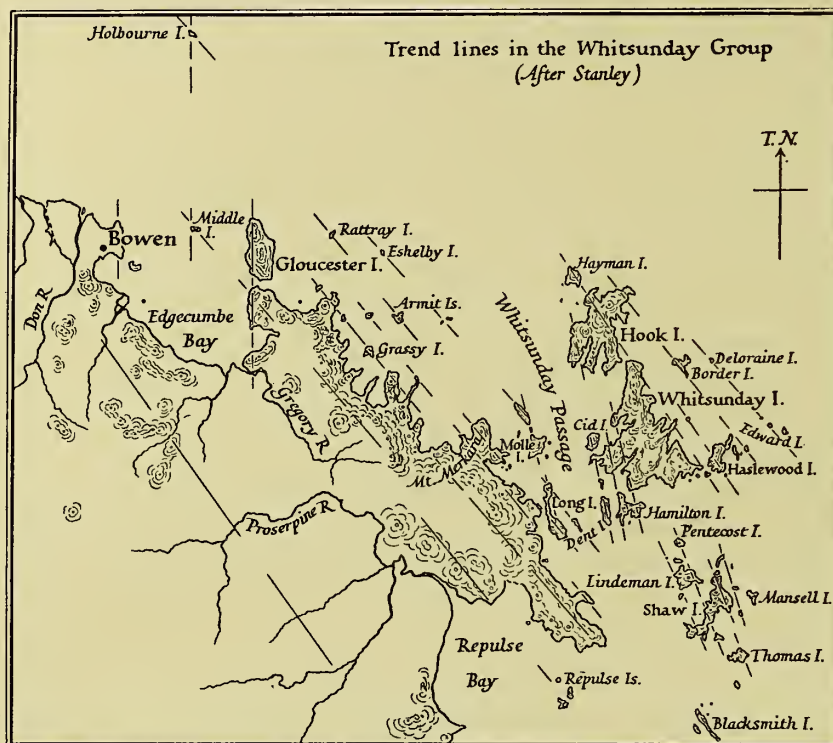 Holbourne I.
Trend lines in the Whitsunday Group
(After Stanley)
T. N.
Middle
I.
Bowen
Rattray I.
Eshelby I.
Gloucester I.
Hayman I.
Don R
Edgecumbe
Bay
Armit Is.
Whitsunday Passage
Hook I.
Grassy I.
Deloraine I.
Border I.
Gregory R
Whitsunday I.
Cid I.
Edward I.
Molle
I.
Haslewood I.
Long I.
Dent I
Hamilton I.
Proserpine R
Pentecost I.
Lindeman I.
Shaw I.
Mansell I.
Repulse
Bay
Thomas I.
Repulse Is.
Blacksmith I.